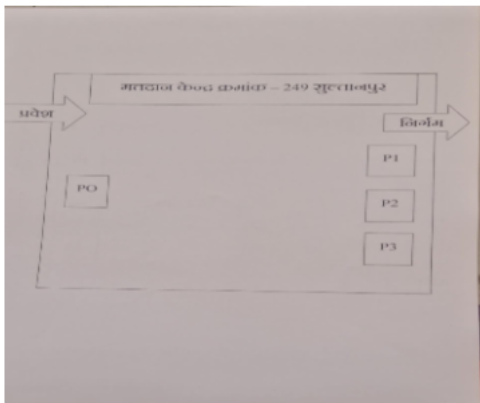 मतदान केन्द्र क्रमांक – 249 सुल्तानपुर
प्रवेश
निर्गम
P1
PO
P2
P3